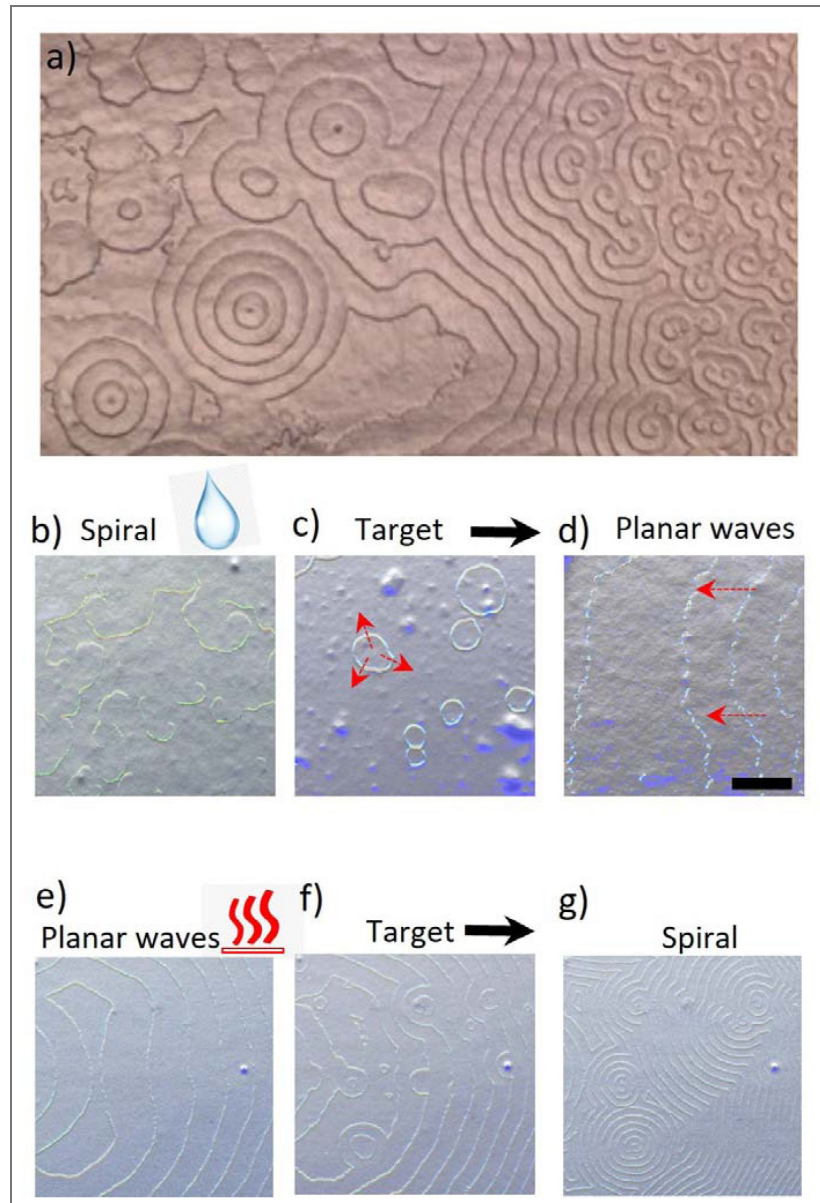 a)
b) Spiral
c) Target
d) Planar waves
e)
Planar waves
f)
Target
g)
Spiral